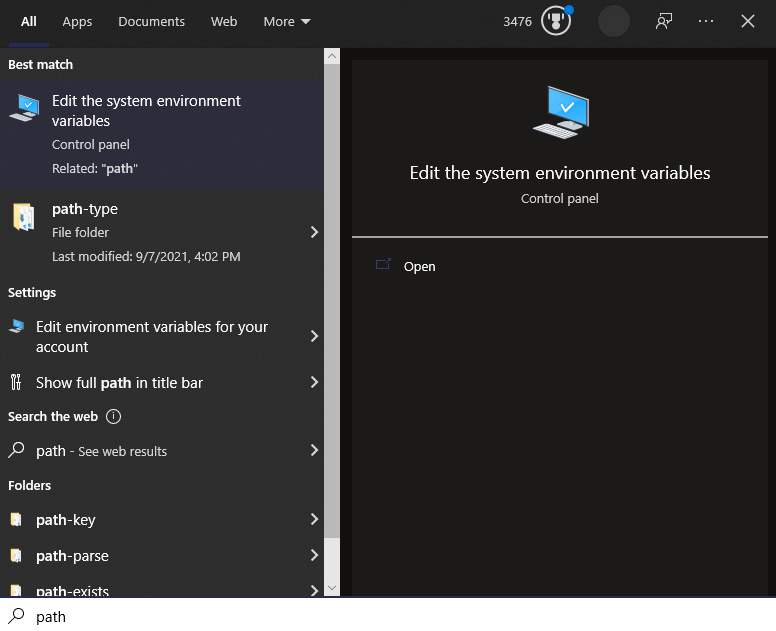 All Apps Documents Web More 3476
Best match
Edit the system environment
variables
Control panel
Related: "path"
path-type
File folder
Last modified: 9/7/2021, 4:02 PM
Settings
Edit environment variables for your
account
Show full path in title bar
Search the web
path - See web results
Folders
path-key
path-parse
path-exists
Edit the system environment variables
Control panel
Open
path